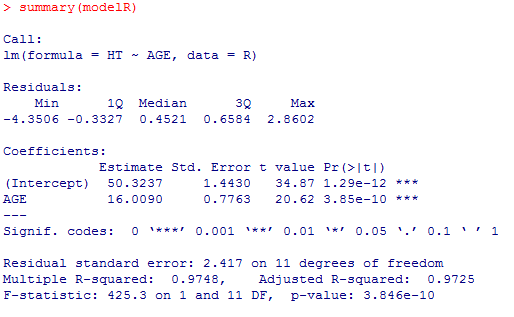 > summary(modelR)
Call:
lm(formula = HT ~ AGE, data = R)
Residuals:
    Min      1Q  Median      3Q     Max
-4.3506 -0.3327  0.4521  0.6584  2.8602
Coefficients:
            Estimate Std. Error t value Pr(>|t|)
(Intercept)  50.3237     1.4430   34.87 1.29e-12 ***
AGE          16.0090     0.7763   20.62 3.85e-10 ***
---
Signif. codes:  0 ‘***’ 0.001 ‘**’ 0.01 ‘*’ 0.05 ‘.’ 0.1 ‘ ’ 1
Residual standard error: 2.417 on 11 degrees of freedom
Multiple R-squared:  0.9748,    Adjusted R-squared:  0.9725
F-statistic: 425.3 on 1 and 11 DF,  p-value: 3.846e-10